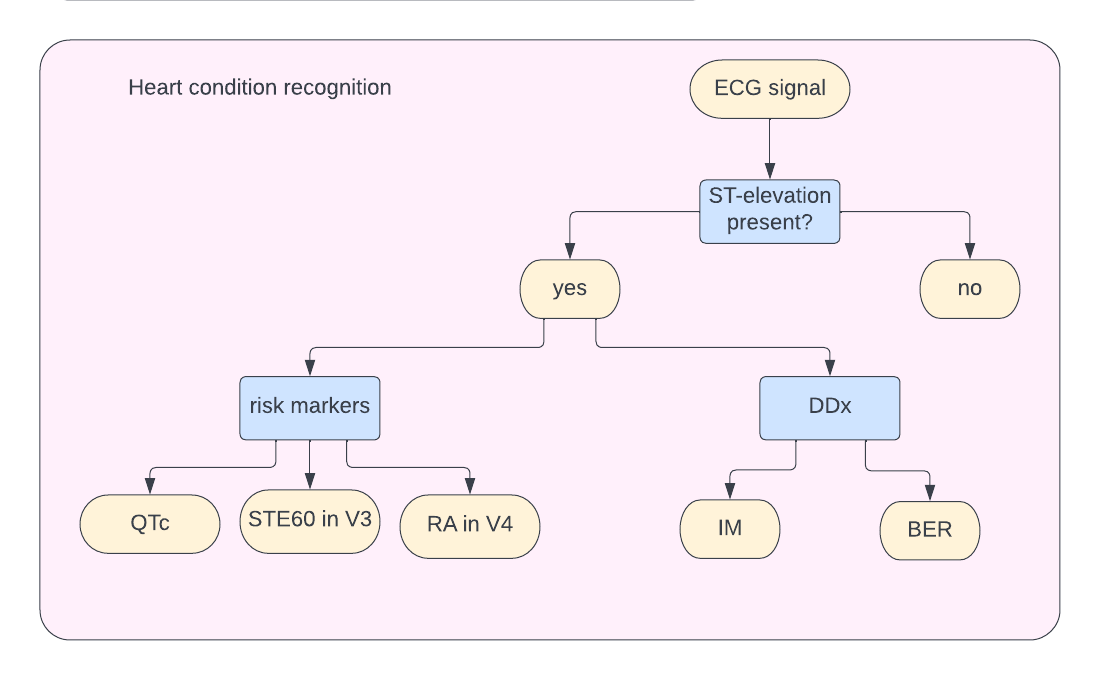 Heart condition recognition
ECG signal
ST-elevation
present?
yes
no
risk markers
DDx
QTc
STE60 in V3
RA in V4
IM
BER